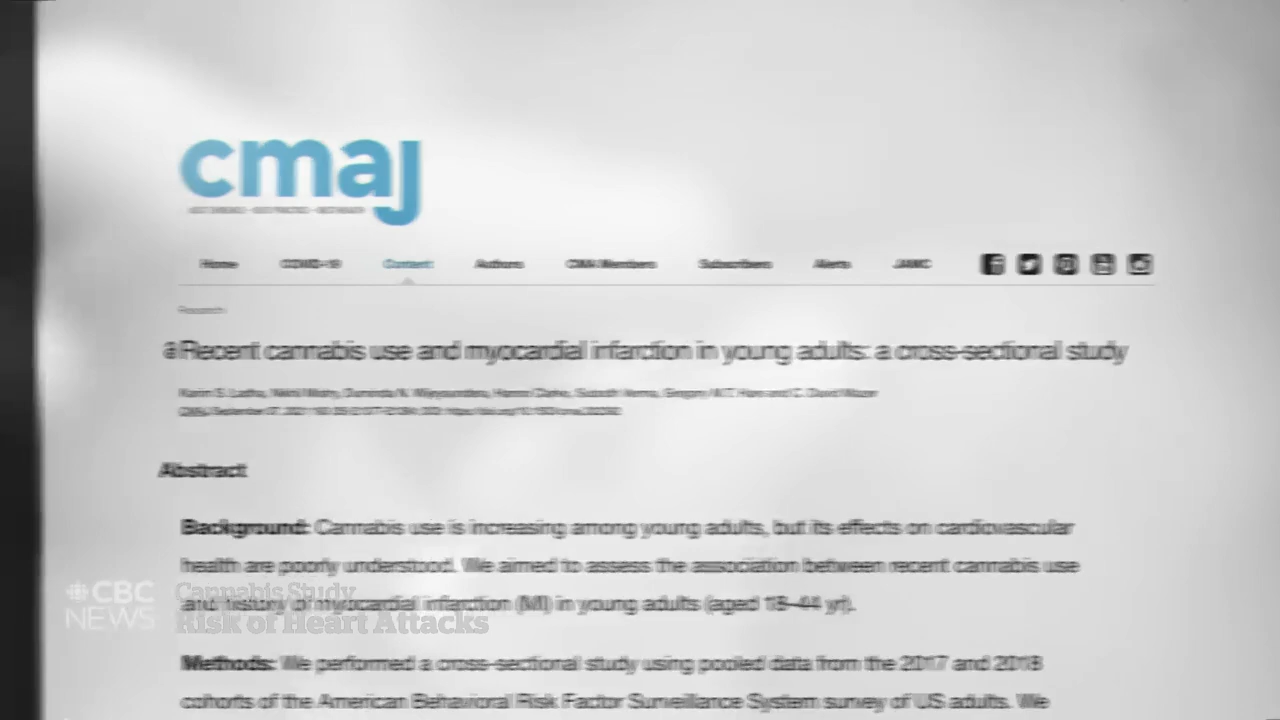 cmaj
Home COVID-19 Content Authors CMA Members Subscribers Alerts JAMC
Research
Recent cannabis use and myocardial infarction in young adults: a cross-sectional study
Abstract
Background: Cannabis use is increasing among young adults, but its effects on cardiovascular
health are poorly understood. We aimed to assess the association between recent cannabis use
and history of myocardial infarction (MI) in young adults (aged 18–44 yr).
Methods: We performed a cross-sectional study using pooled data from the 2017 and 2018
cohorts of the American Behavioral Risk Factor Surveillance System survey of US adults. We
CBC
NEWS
Cannabis Study
Risk of Heart Attacks